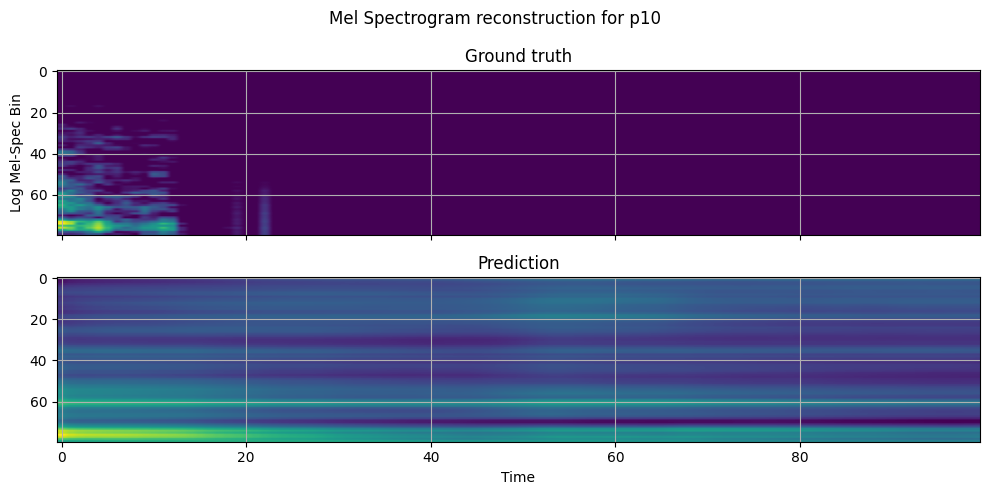 Mel Spectrogram reconstruction for p10
Ground truth
Log Mel-Spec Bin
0
20
40
60
Prediction
0
20
40
60
0 20 40 60 80
Time